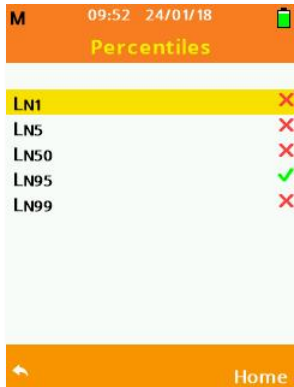 M 09:52 24/01/18
Percentiles
LN1
LN5
LN50
LN95
LN99
Home